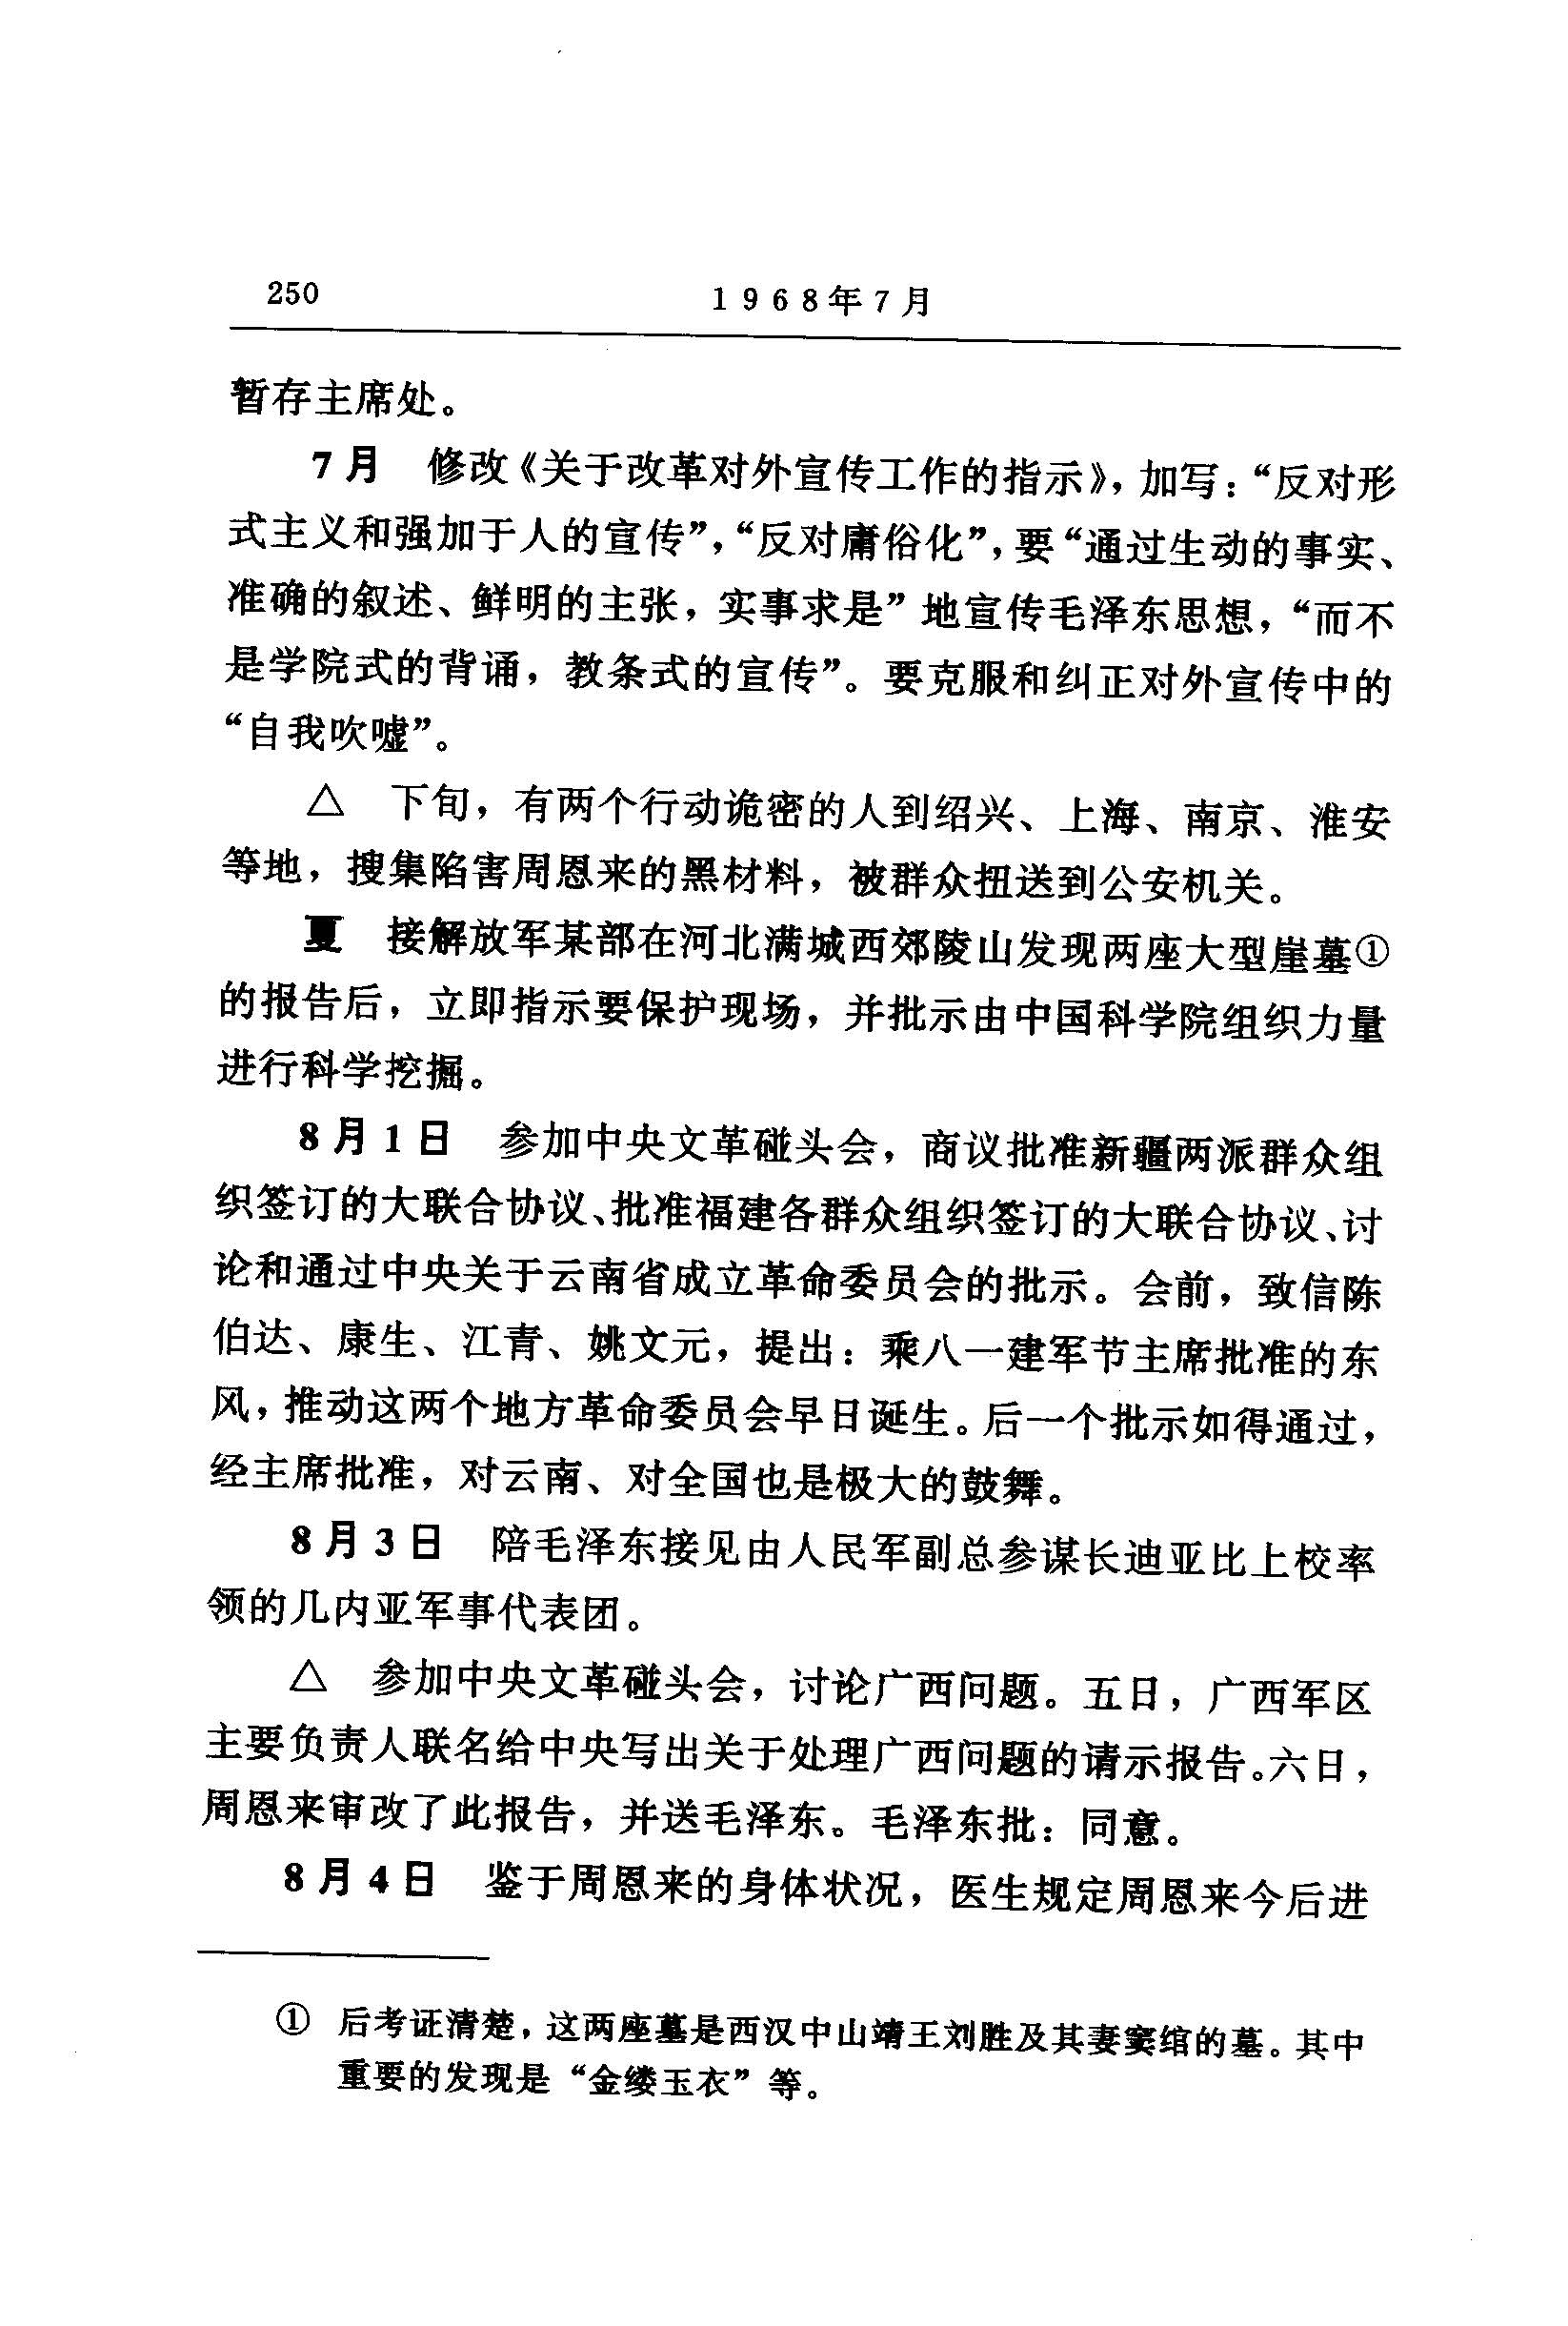 250
1968年7月
暂存主席处。
7月 修改《关于改革对外宣传工作的指示》，加写：“反对形
式主义和强加于人的宣传”，“反对庸俗化”，要“通过生动的事实、
准确的叙述、鲜明的主张，实事求是”地宣传毛泽东思想，“而不
是学院式的背诵，教条式的宣传”。要克服和纠正对外宣传中的
“自我吹嘘”。
△ 下旬，有两个行动诡密的人到绍兴、上海、南京、淮安
等地，搜集陷害周恩来的黑材料，被群众扭送到公安机关。
夏 接解放军某部在河北满城西郊陵山发现两座大型崖墓①
的报告后，立即指示要保护现场，并批示由中国科学院组织力量
进行科学挖掘。
8月1日 参加中央文革碰头会，商议批准新疆两派群众组
织签订的大联合协议、批准福建各群众组织签订的大联合协议、讨
论和通过中央关于云南省成立革命委员会的批示。会前，致信陈
伯达、康生、江青、姚文元，提出：乘八一建军节主席批准的东
风，推动这两个地方革命委员会早日诞生。后一个批示如得通过，
经主席批准，对云南、对全国也是极大的鼓舞。
8月3日 陪毛泽东接见由人民军副总参谋长迪亚比上校率
领的几内亚军事代表团。
△ 参加中央文革碰头会，讨论广西问题。五日，广西军区
主要负责人联名给中央写出关于处理广西问题的请示报告。六日，
周恩来审改了此报告，并送毛泽东。毛泽东批：同意。
8月4日 鉴于周恩来的身体状况，医生规定周恩来今后进
① 后考证清楚，这两座墓是西汉中山靖王刘胜及其妻窦绾的墓。其中
重要的发现是“金缕玉衣”等。